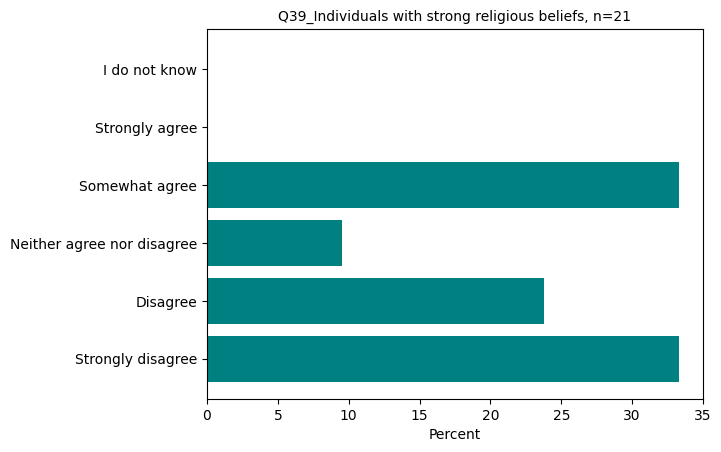 Q39_Individuals with strong religious beliefs, n=21
I do not know
Strongly agree
Somewhat agree
Neither agree nor disagree
Disagree
Strongly disagree
0 5 10 15 20 25 30 35
Percent